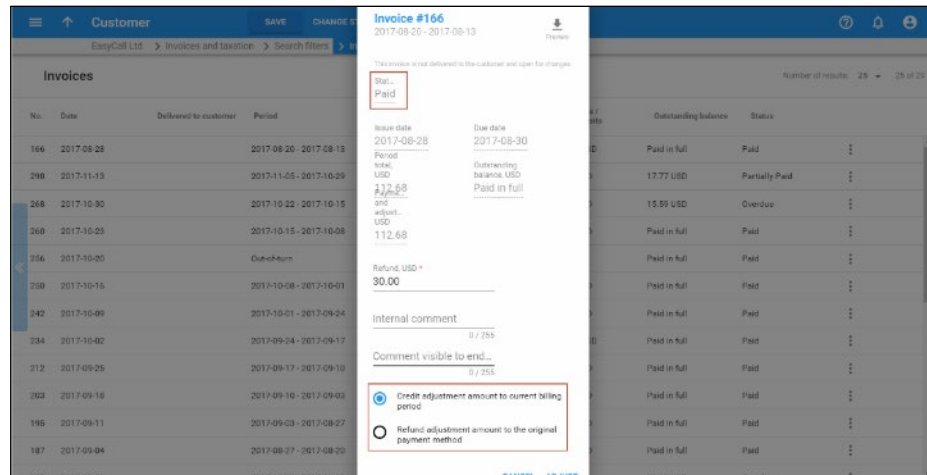 Customer
SAVE
CHANGE ST
EasyCall Ltd. > Invoices and taxation > Search filters > In
Invoices
Number of results: 25
No. Date Delivered to customer Period
Outstanding balance Status
166 2017-08-28 2017-08-20 - 2017-08-13 Paid in full Paid
298 2017-11-13 2017-11-05 - 2017-10-29 17.77 USD Partially Paid
268 2017-10-30 2017-10-22 - 2017-10-15 15.59 USD Overdue
260 2017-10-23 2017-10-15 - 2017-10-08 Paid in full Paid
256 2017-10-20 Out-of-turn Paid in full Paid
250 2017-10-16 2017-10-08 - 2017-10-01 Paid in full Paid
242 2017-10-09 2017-10-01 - 2017-09-24 Paid in full Paid
234 2017-10-02 2017-09-24 - 2017-09-17 Paid in full Paid
212 2017-09-25 2017-09-17 - 2017-09-10 Paid in full Paid
203 2017-09-18 2017-09-10 - 2017-09-03 Paid in full Paid
195 2017-09-11 2017-09-03 - 2017-08-27 Paid in full Paid
187 2017-09-04 2017-08-27 - 2017-08-20 Paid in full Paid
Invoice #166
2017-08-20 - 2017-08-13
Preview
This invoice is not delivered to the customer and open for changes
Stat...
Paid
Issue date Due date
2017-08-28 2017-08-30
Period
total,
USD
112.68
Outstanding
balance, USD
Paid in full
Payme...
and
adjust...
USD
112.68
Refund, USD *
30.00
Internal comment
0 / 255
Comment visible to end...
0 / 255
Credit adjustment amount to current billing
period
Refund adjustment amount to the original
payment method
CANCEL ADJUST